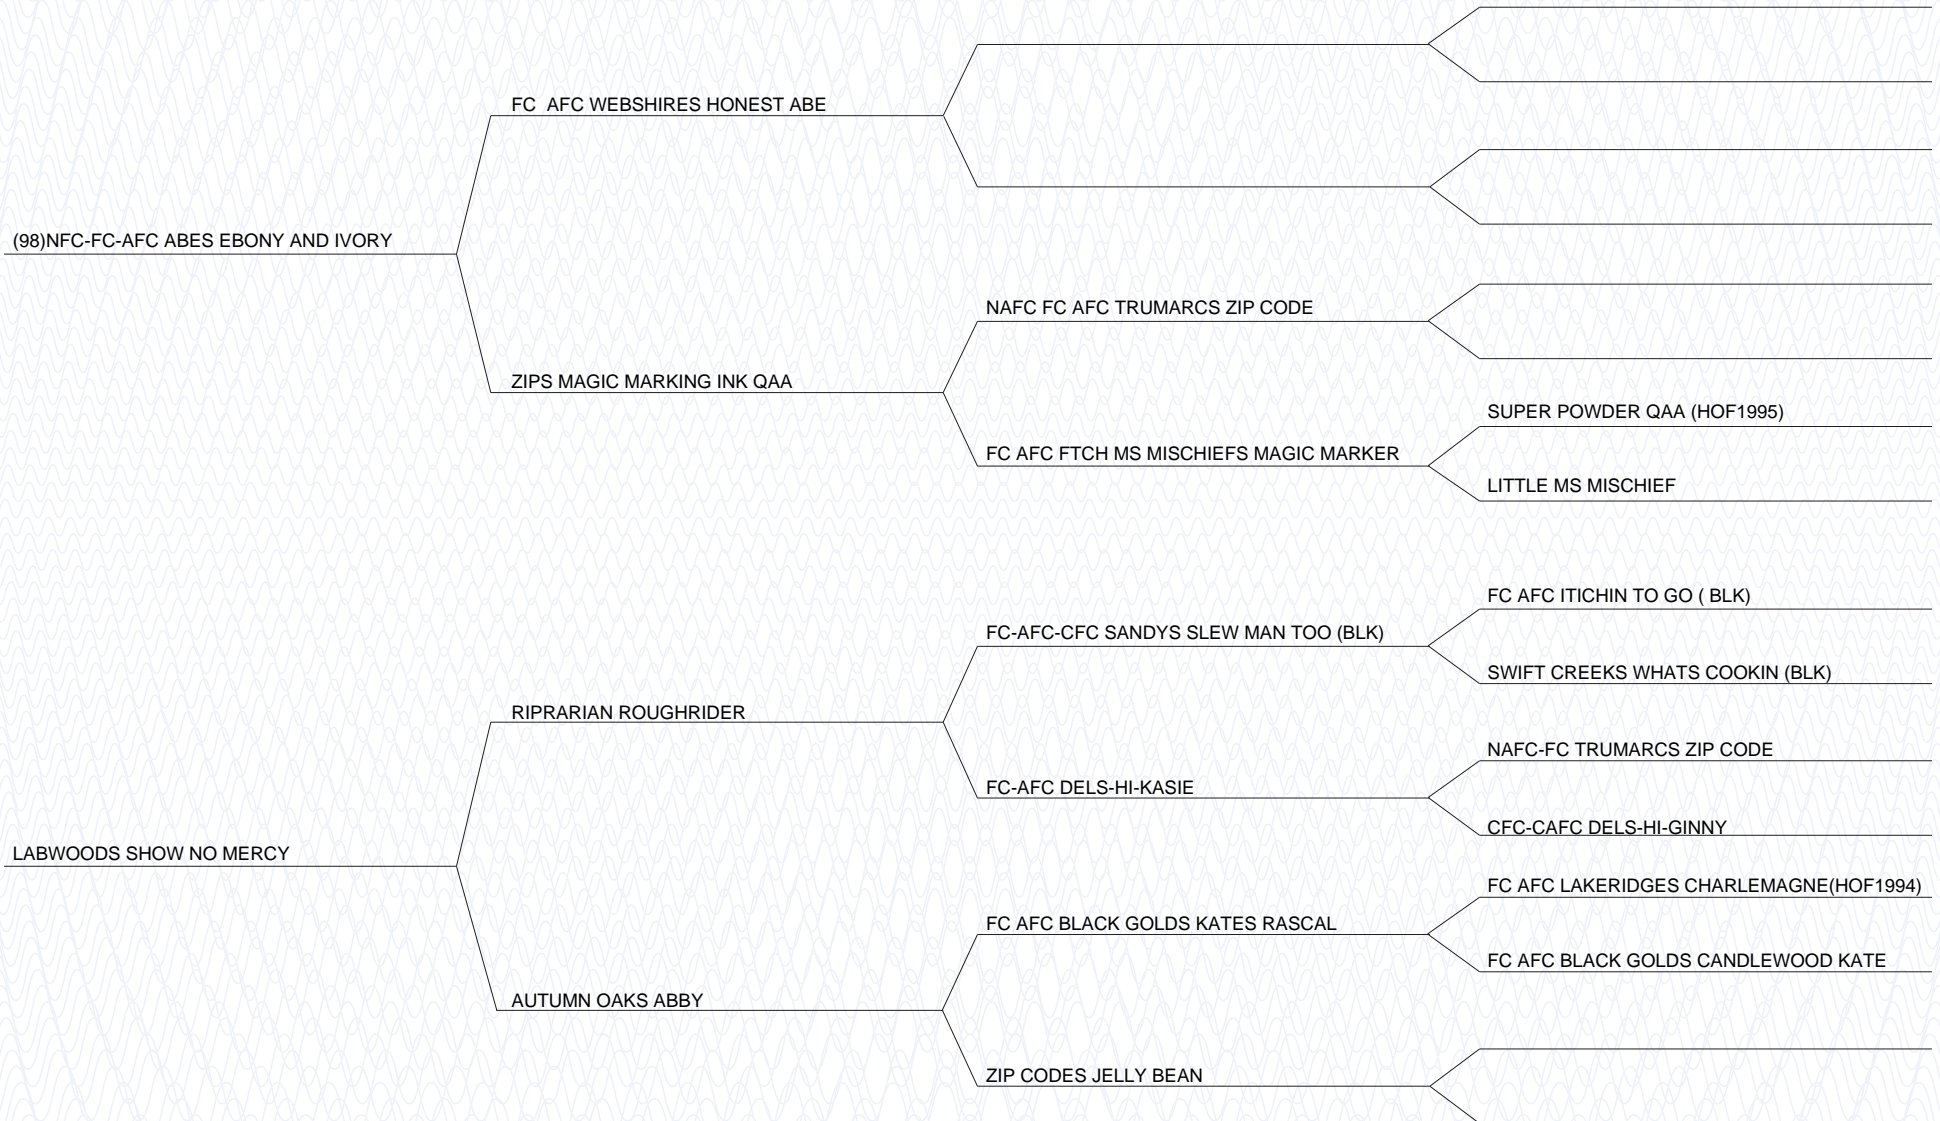 FC  AFC WEBSHIRES HONEST ABE
(98)NFC-FC-AFC ABES EBONY AND IVORY
NAFC FC AFC TRUMARCS ZIP CODE
ZIPS MAGIC MARKING INK QAA
SUPER POWDER QAA (HOF1995)
FC AFC FTCH MS MISCHIEFS MAGIC MARKER
LITTLE MS MISCHIEF
FC AFC ITICHIN TO GO ( BLK)
FC-AFC-CFC SANDYS SLEW MAN TOO (BLK)
SWIFT CREEKS WHATS COOKIN (BLK)
RIPRARIAN ROUGHRIDER
NAFC-FC TRUMARCS ZIP CODE
FC-AFC DELS-HI-KASIE
CFC-CAFC DELS-HI-GINNY
LABWOODS SHOW NO MERCY
FC AFC LAKERIDGES CHARLEMAGNE(HOF1994)
FC AFC BLACK GOLDS KATES RASCAL
FC AFC BLACK GOLDS CANDLEWOOD KATE
AUTUMN OAKS ABBY
ZIP CODES JELLY BEAN